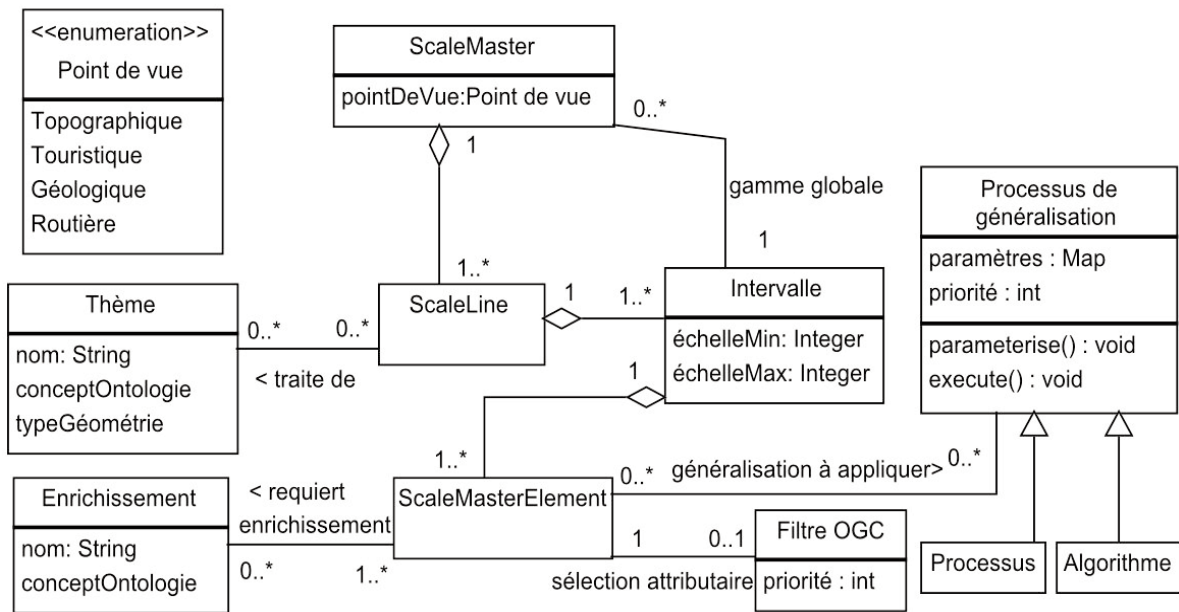 <<enumeration>>
Point de vue
Topographique
Touristique
Géologique
Routière
ScaleMaster
pointDeVue:Point de vue
0..*
1
gamme globale
1
1..*
Processus de
généralisation
paramètres : Map
priorité : int
parameterise() : void
execute() : void
Thème
nom: String
conceptOntologie
typeGéométrie
0..*
0..*
< traite de
ScaleLine
1
1..*
Intervalle
échelleMin: Integer
échelleMax: Integer
1
1..*
Enrichissement
nom: String
conceptOntologie
< requiert
enrichissement
0..*
1..*
ScaleMasterElement
0..*
généralisation à appliquer>
0..*
1
0..1
sélection attributaire
Filtre OGC
priorité : int
Processus
Algorithme